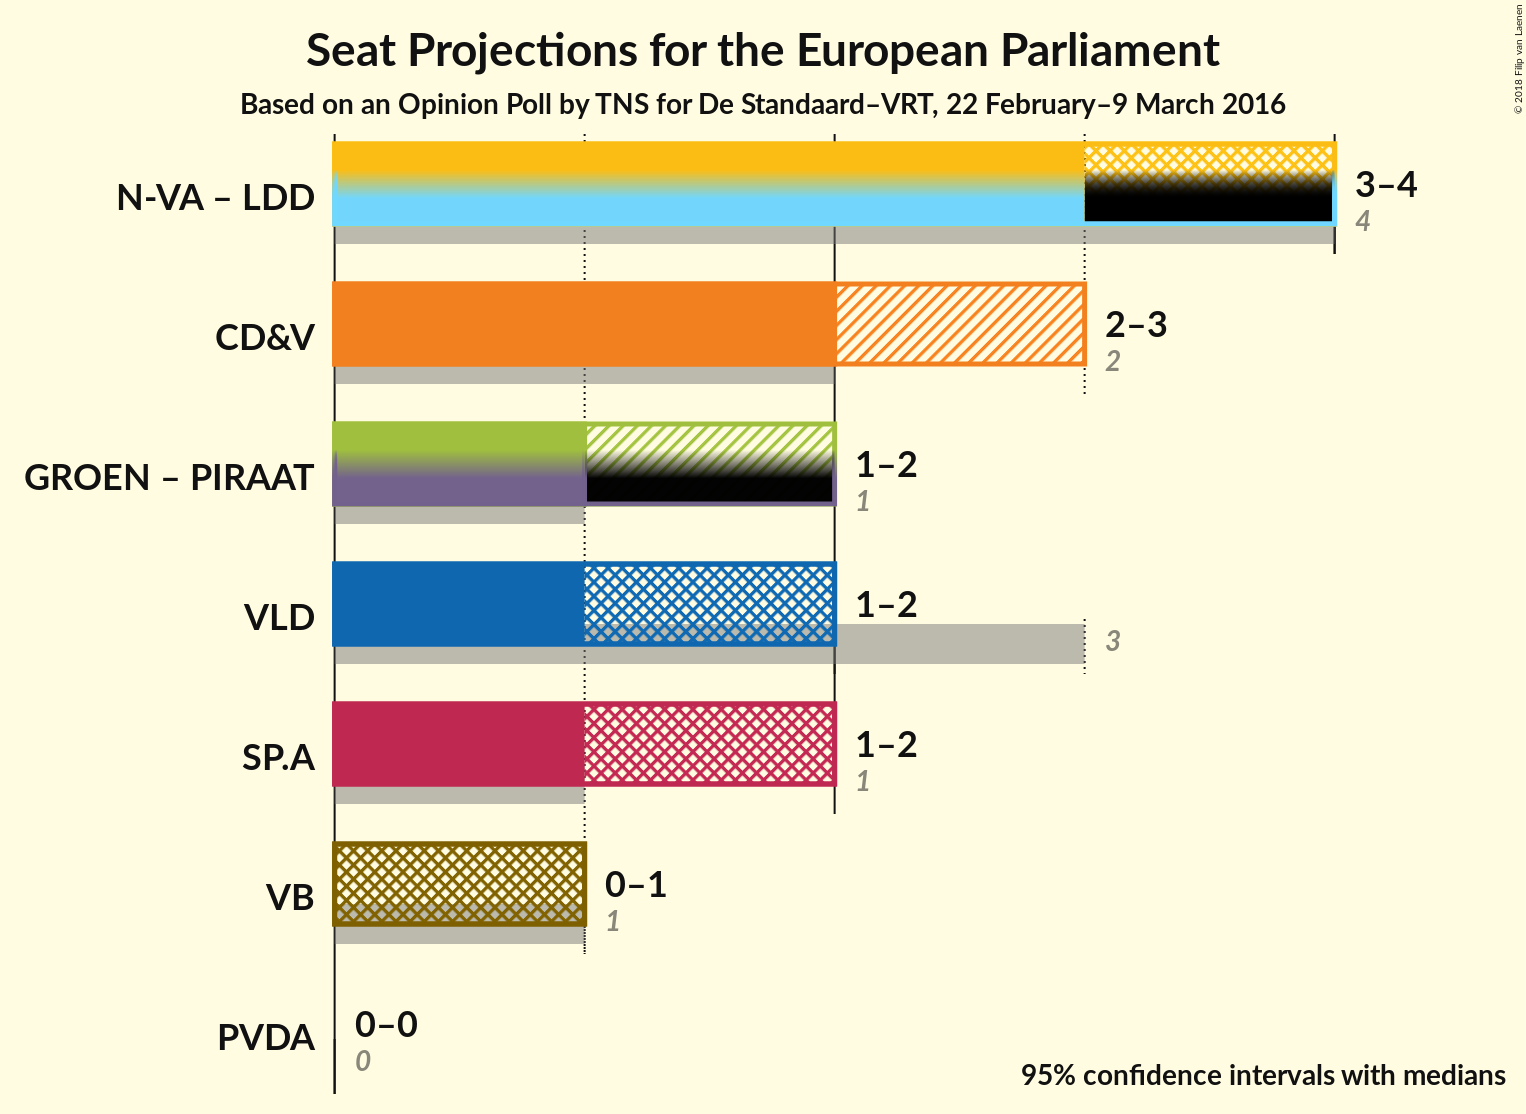 Seat Projections for the European Parliament
Based on an Opinion Poll by TNS for De Standaard–VRT, 22 February–9 March 2016
© 2018 Filip van Laenen
N-VA – LDD
3–4
4
CD&V
2–3
2
GROEN – PIRAAT
1–2
1
VLD
1–2
3
SP.A
1–2
1
VB
0–1
1
PVDA
0–0
0
95% confidence intervals with medians